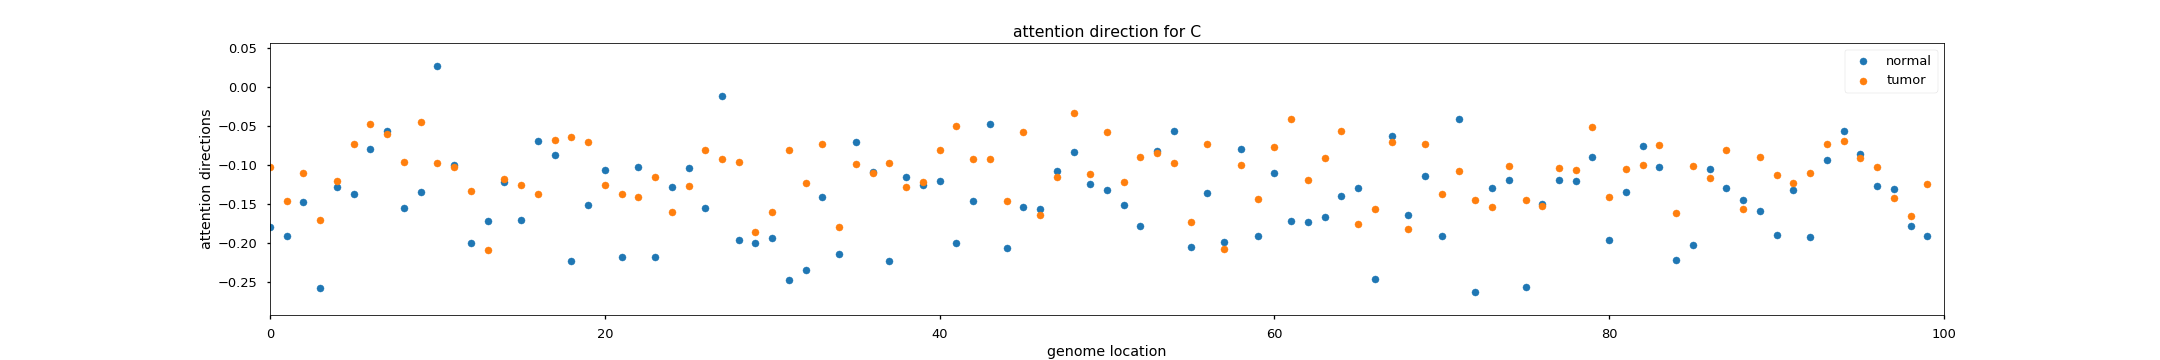 attention direction for C
0.05
0.00
−0.05
−0.10
−0.15
−0.20
−0.25
attention directions
normal
tumor
0 20 40 60 80 100
genome location